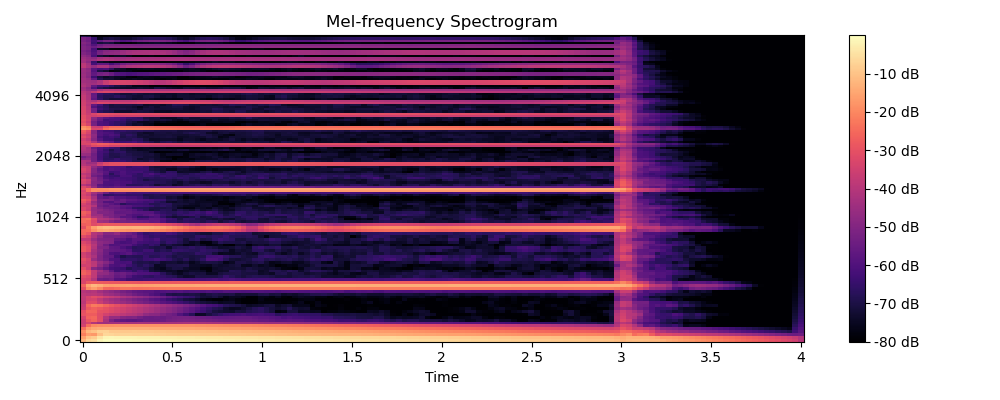 Mel-frequency Spectrogram
Hz
4096
2048
1024
512
0
0
0.5
1
1.5
2
2.5
3
3.5
4
Time
-10 dB
-20 dB
-30 dB
-40 dB
-50 dB
-60 dB
-70 dB
-80 dB